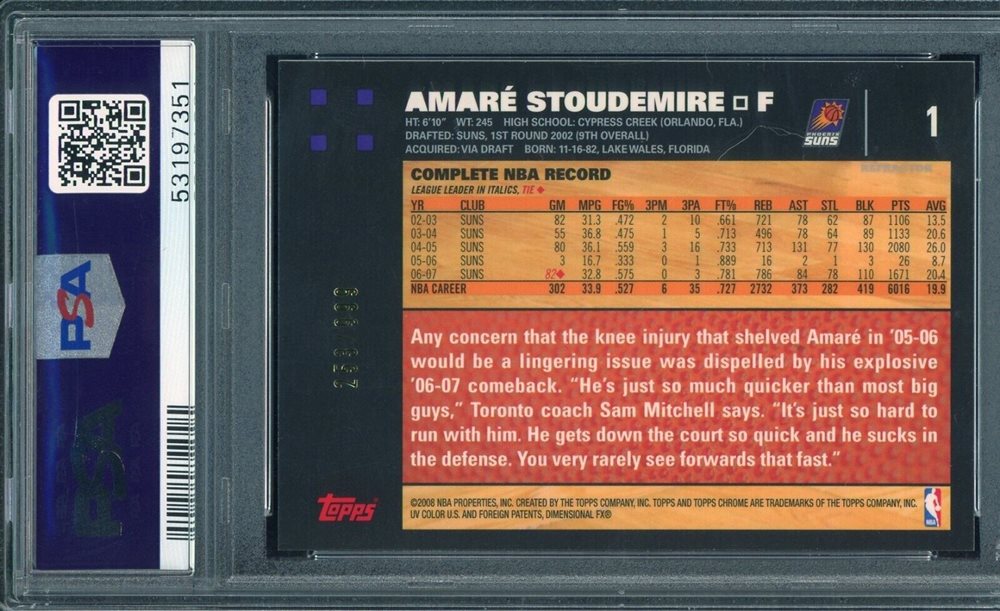 53197351
PSA
PSA
AMARÉ STOUDEMIRE F
HT: 6'10" WT: 245 HIGH SCHOOL: CYPRESS CREEK (ORLANDO, FLA.)
DRAFTED: SUNS, 1ST ROUND 2002 (9TH OVERALL)
ACQUIRED: VIA DRAFT BORN: 11-16-82, LAKE WALES, FLORIDA
PHOENIX
SUNS
1
REFRACTOR
COMPLETE NBA RECORD
LEAGUE LEADER IN ITALICS, TIE ◆
YR CLUB GM MPG FG% 3PM 3PA FT% REB AST STL BLK PTS AVG
02-03 SUNS 82 31.3 .472 2 10 .661 721 78 62 87 1106 13.5
03-04 SUNS 55 36.8 .475 1 5 .713 496 78 64 89 1133 20.6
04-05 SUNS 80 36.1 .559 3 16 .733 713 131 77 130 2080 26.0
05-06 SUNS 3 16.7 .333 0 1 .889 16 2 1 3 26 8.7
06-07 SUNS 82◆ 32.8 .575 0 3 .781 786 84 78 110 1671 20.4
NBA CAREER 302 33.9 .527 6 35 .727 2732 373 282 419 6016 19.9
Any concern that the knee injury that shelved Amaré in '05-06
would be a lingering issue was dispelled by his explosive
'06-07 comeback. "He's just so much quicker than most big
guys," Toronto coach Sam Mitchell says. "It's just so hard to
run with him. He gets down the court so quick and he sucks in
the defense. You very rarely see forwards that fast."
Topps
©2008 NBA PROPERTIES, INC. CREATED BY THE TOPPS COMPANY, INC. TOPPS AND TOPPS CHROME ARE TRADEMARKS OF THE TOPPS COMPANY, INC.
UV COLOR U.S. AND FOREIGN PATENTS, DIMENSIONAL FX®
NBA